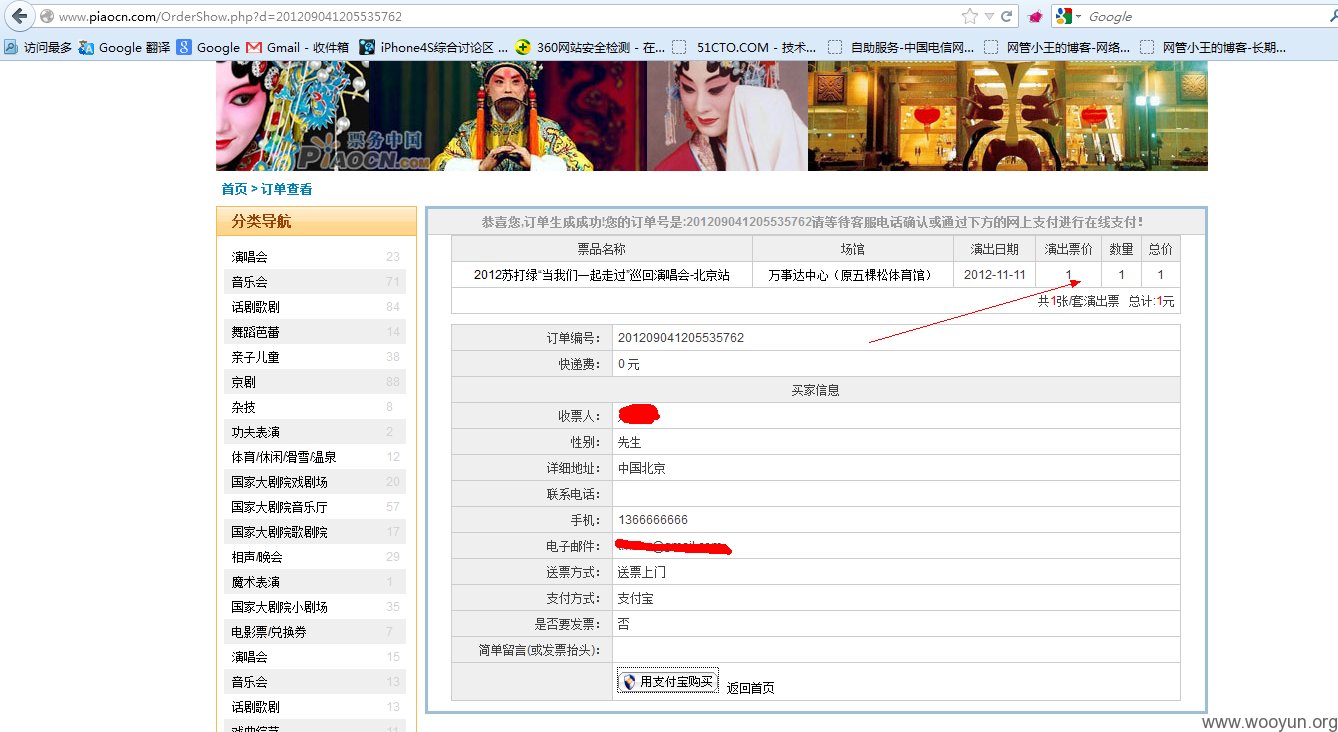 www.piaocn.com/OrderShow.php?d=201209041205535762
Google
访问最多 Google 翻译 Google Gmail - 收件箱 iPhone4S综合讨论区 ... 360网站安全检测 - 在... 51CTO.COM - 技术... 自助服务-中国电信网... 网管小王的博客-网络... 网管小王的博客-长期...
票务中国
PIAOCN.COM
首页 > 订单查看
分类导航
演唱会 23
音乐会 71
话剧歌剧 84
舞蹈芭蕾 14
亲子儿童 38
京剧 88
杂技 8
功夫表演 2
体育/休闲/滑雪/温泉 12
国家大剧院戏剧场 20
国家大剧院音乐厅 57
国家大剧院歌剧院 17
相声/晚会 29
魔术表演 1
国家大剧院小剧场 35
电影票/兑换券 7
演唱会 15
音乐会 13
话剧歌剧 13
戏曲综艺 11
恭喜您,订单生成成功!您的订单号是:201209041205535762请等待客服电话确认或通过下方的网上支付进行在线支付!
票品名称 场馆 演出日期 演出票价 数量 总价
2012苏打绿“当我们一起走过”巡回演唱会-北京站 万事达中心（原五棵松体育馆） 2012-11-11 1 1 1
共1张/套演出票 总计:1元
订单编号: 201209041205535762
快递费: 0 元
买家信息
收票人:
性别: 先生
详细地址: 中国北京
联系电话:
手机: 1366666666
电子邮件:
送票方式: 送票上门
支付方式: 支付宝
是否要发票: 否
简单留言(或发票抬头):
用支付宝购买 返回首页
www.wooyun.org